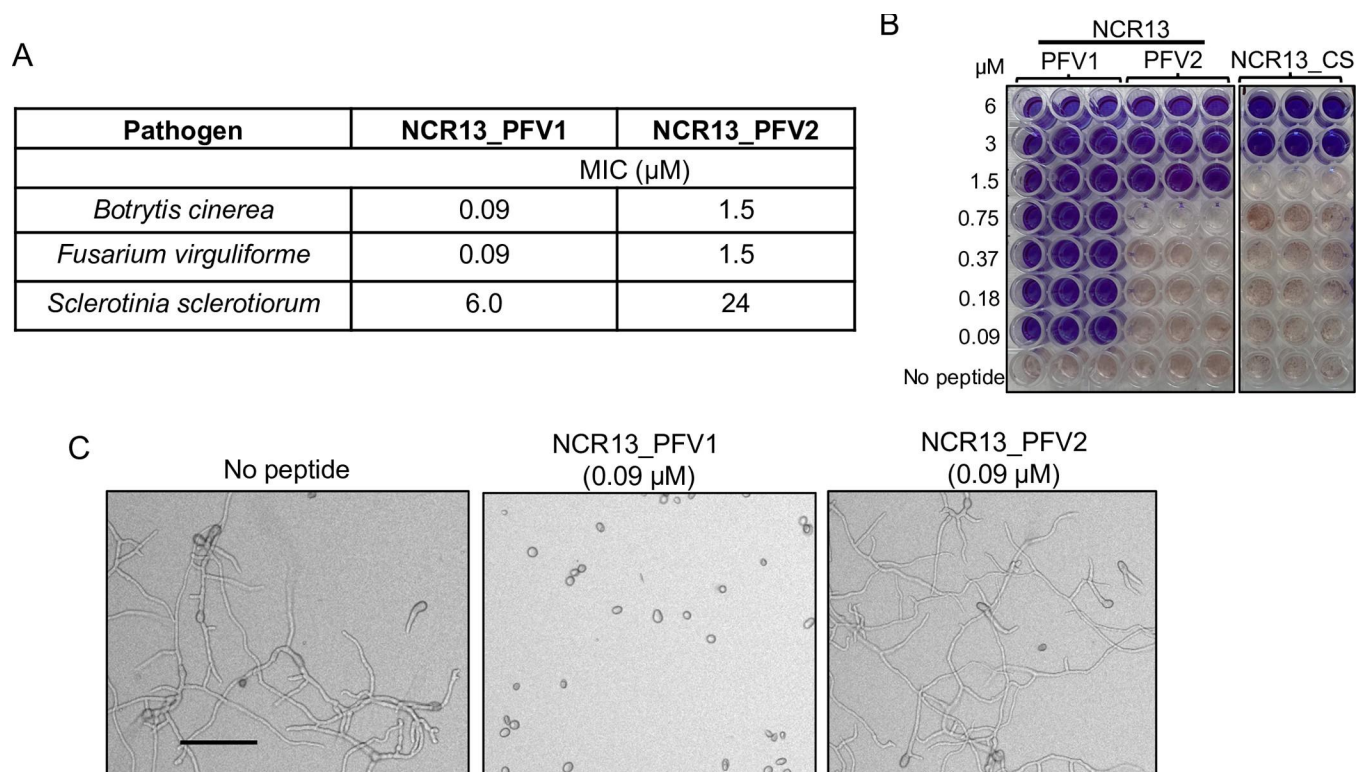 A
Pathogen NCR13_PFV1 NCR13_PFV2
MIC (µM)
Botrytis cinerea 0.09 1.5
Fusarium virguliforme 0.09 1.5
Sclerotinia sclerotiorum 6.0 24
B
NCR13
µM PFV1 PFV2 NCR13_CS
6
3
1.5
0.75
0.37
0.18
0.09
No peptide
C
No peptide
NCR13_PFV1
(0.09 µM)
NCR13_PFV2
(0.09 µM)